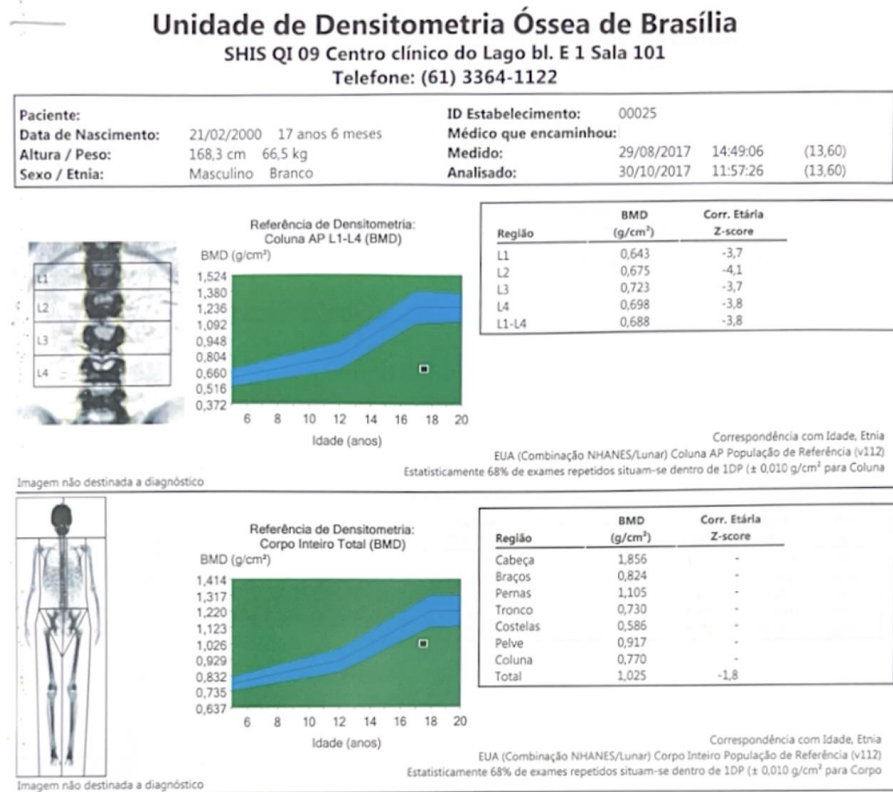 Unidade de Densitometria Óssea de Brasília
SHIS QI 09 Centro clínico do Lago bl. E 1 Sala 101
Telefone: (61) 3364-1122
Paciente:
Data de Nascimento: 21/02/2000 17 anos 6 meses
Altura / Peso: 168,3 cm 66,5 kg
Sexo / Etnia: Masculino Branco
ID Estabelecimento: 00025
Médico que encaminhou:
Medido: 29/08/2017 14:49:06 (13,60)
Analisado: 30/10/2017 11:57:26 (13,60)
L1
L2
L3
L4
Imagem não destinada a diagnóstico
Referência de Densitometria:
Coluna AP L1-L4 (BMD)
BMD (g/cm²)
1,524
1,380
1,236
1,092
0,948
0,804
0,660
0,516
0,372
6 8 10 12 14 16 18 20
Idade (anos)
BMD Corr. Etária
Região (g/cm²) Z-score
L1 0,643 -3,7
L2 0,675 -4,1
L3 0,723 -3,7
L4 0,698 -3,8
L1-L4 0,688 -3,8
Correspondência com Idade, Etnia
EUA (Combinação NHANES/Lunar) Coluna AP População de Referência (v112)
Estatisticamente 68% de exames repetidos situam-se dentro de 1DP (± 0,010 g/cm² para Coluna
Referência de Densitometria:
Corpo Inteiro Total (BMD)
BMD (g/cm²)
1,414
1,317
1,220
1,123
1,026
0,929
0,832
0,735
0,637
6 8 10 12 14 16 18 20
Idade (anos)
BMD Corr. Etária
Região (g/cm²) Z-score
Cabeça 1,856 -
Braços 0,824 -
Pernas 1,105 -
Tronco 0,730 -
Costelas 0,586 -
Pelve 0,917 -
Coluna 0,770 -
Total 1,025 -1,8
Correspondência com Idade, Etnia
EUA (Combinação NHANES/Lunar) Corpo Inteiro População de Referência (v112)
Estatisticamente 68% de exames repetidos situam-se dentro de 1DP (± 0,010 g/cm² para Corpo
Imagem não destinada a diagnóstico